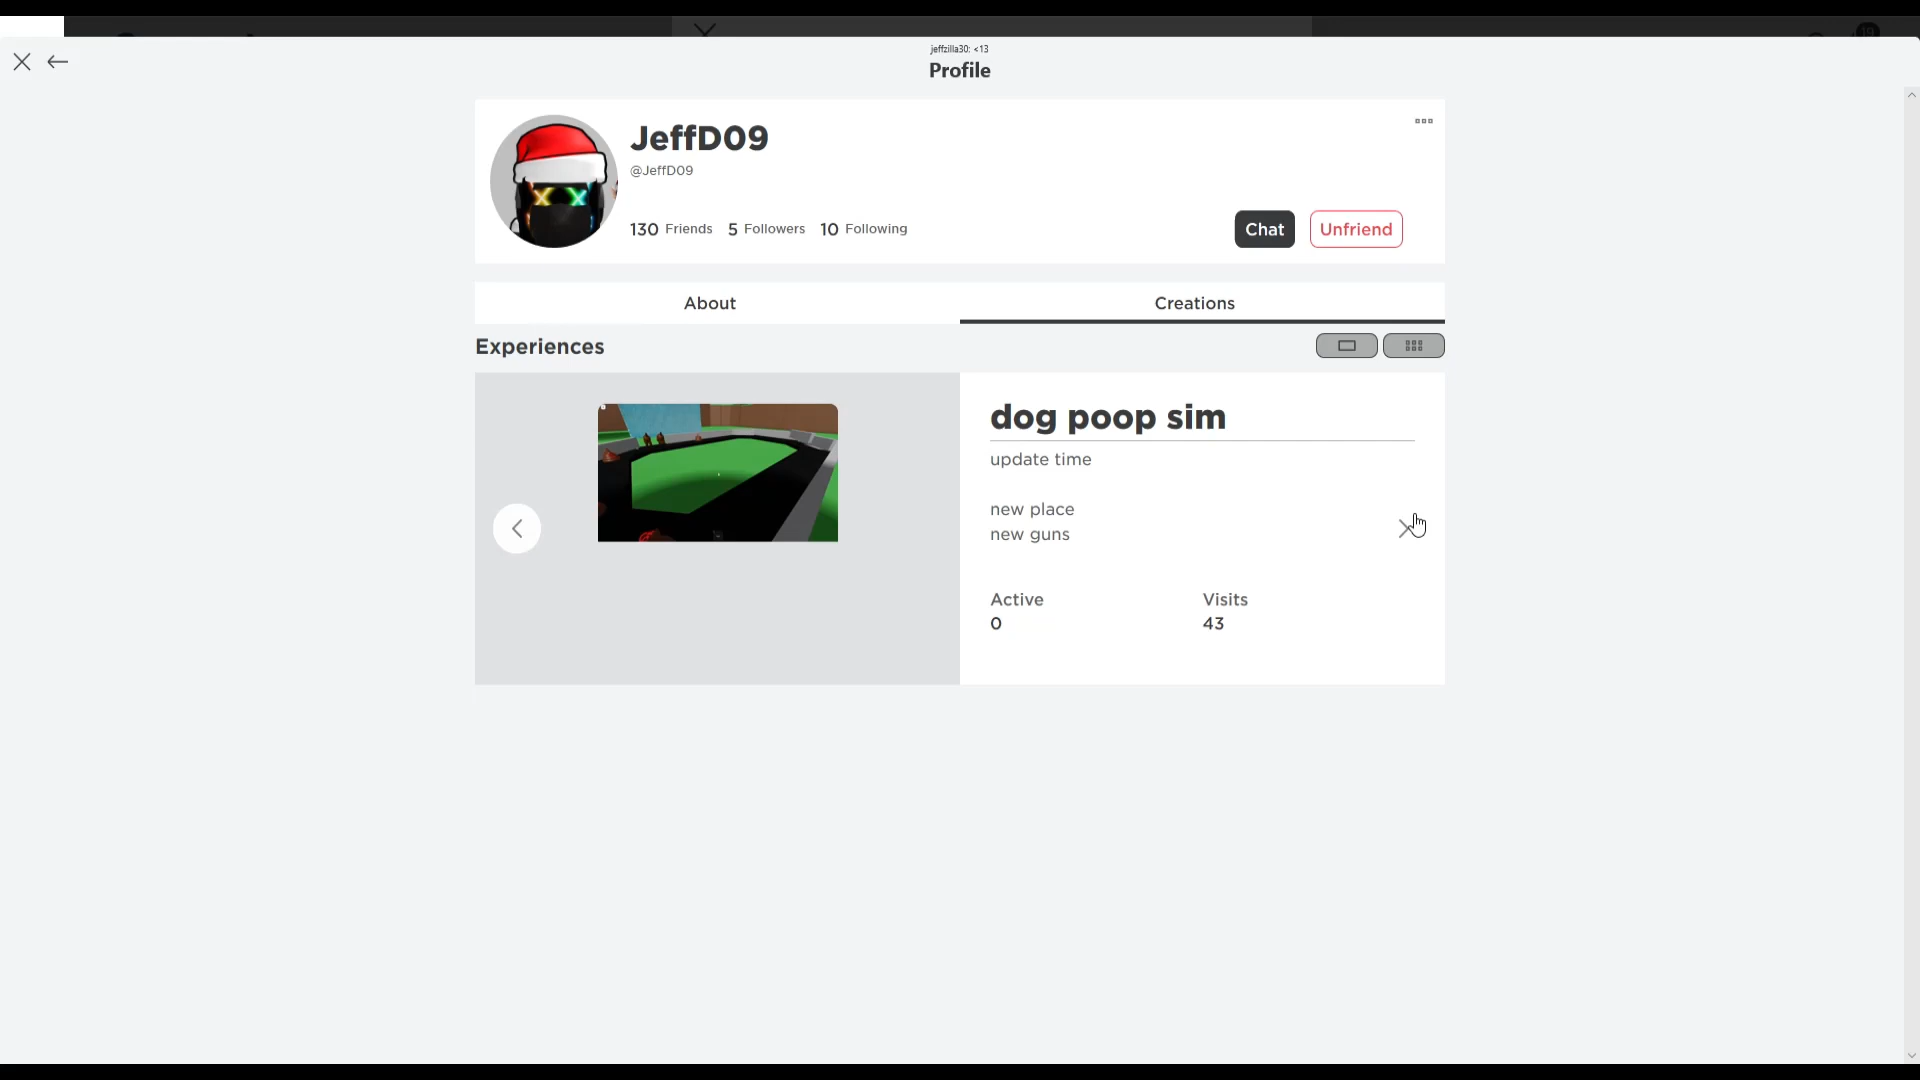 jeffzilla30: <13
Profile
JeffD09
@JeffD09
130 Friends 5 Followers 10 Following
Chat
Unfriend
About
Creations
Experiences
dog poop sim
update time
new place
new guns
Active
0
Visits
43